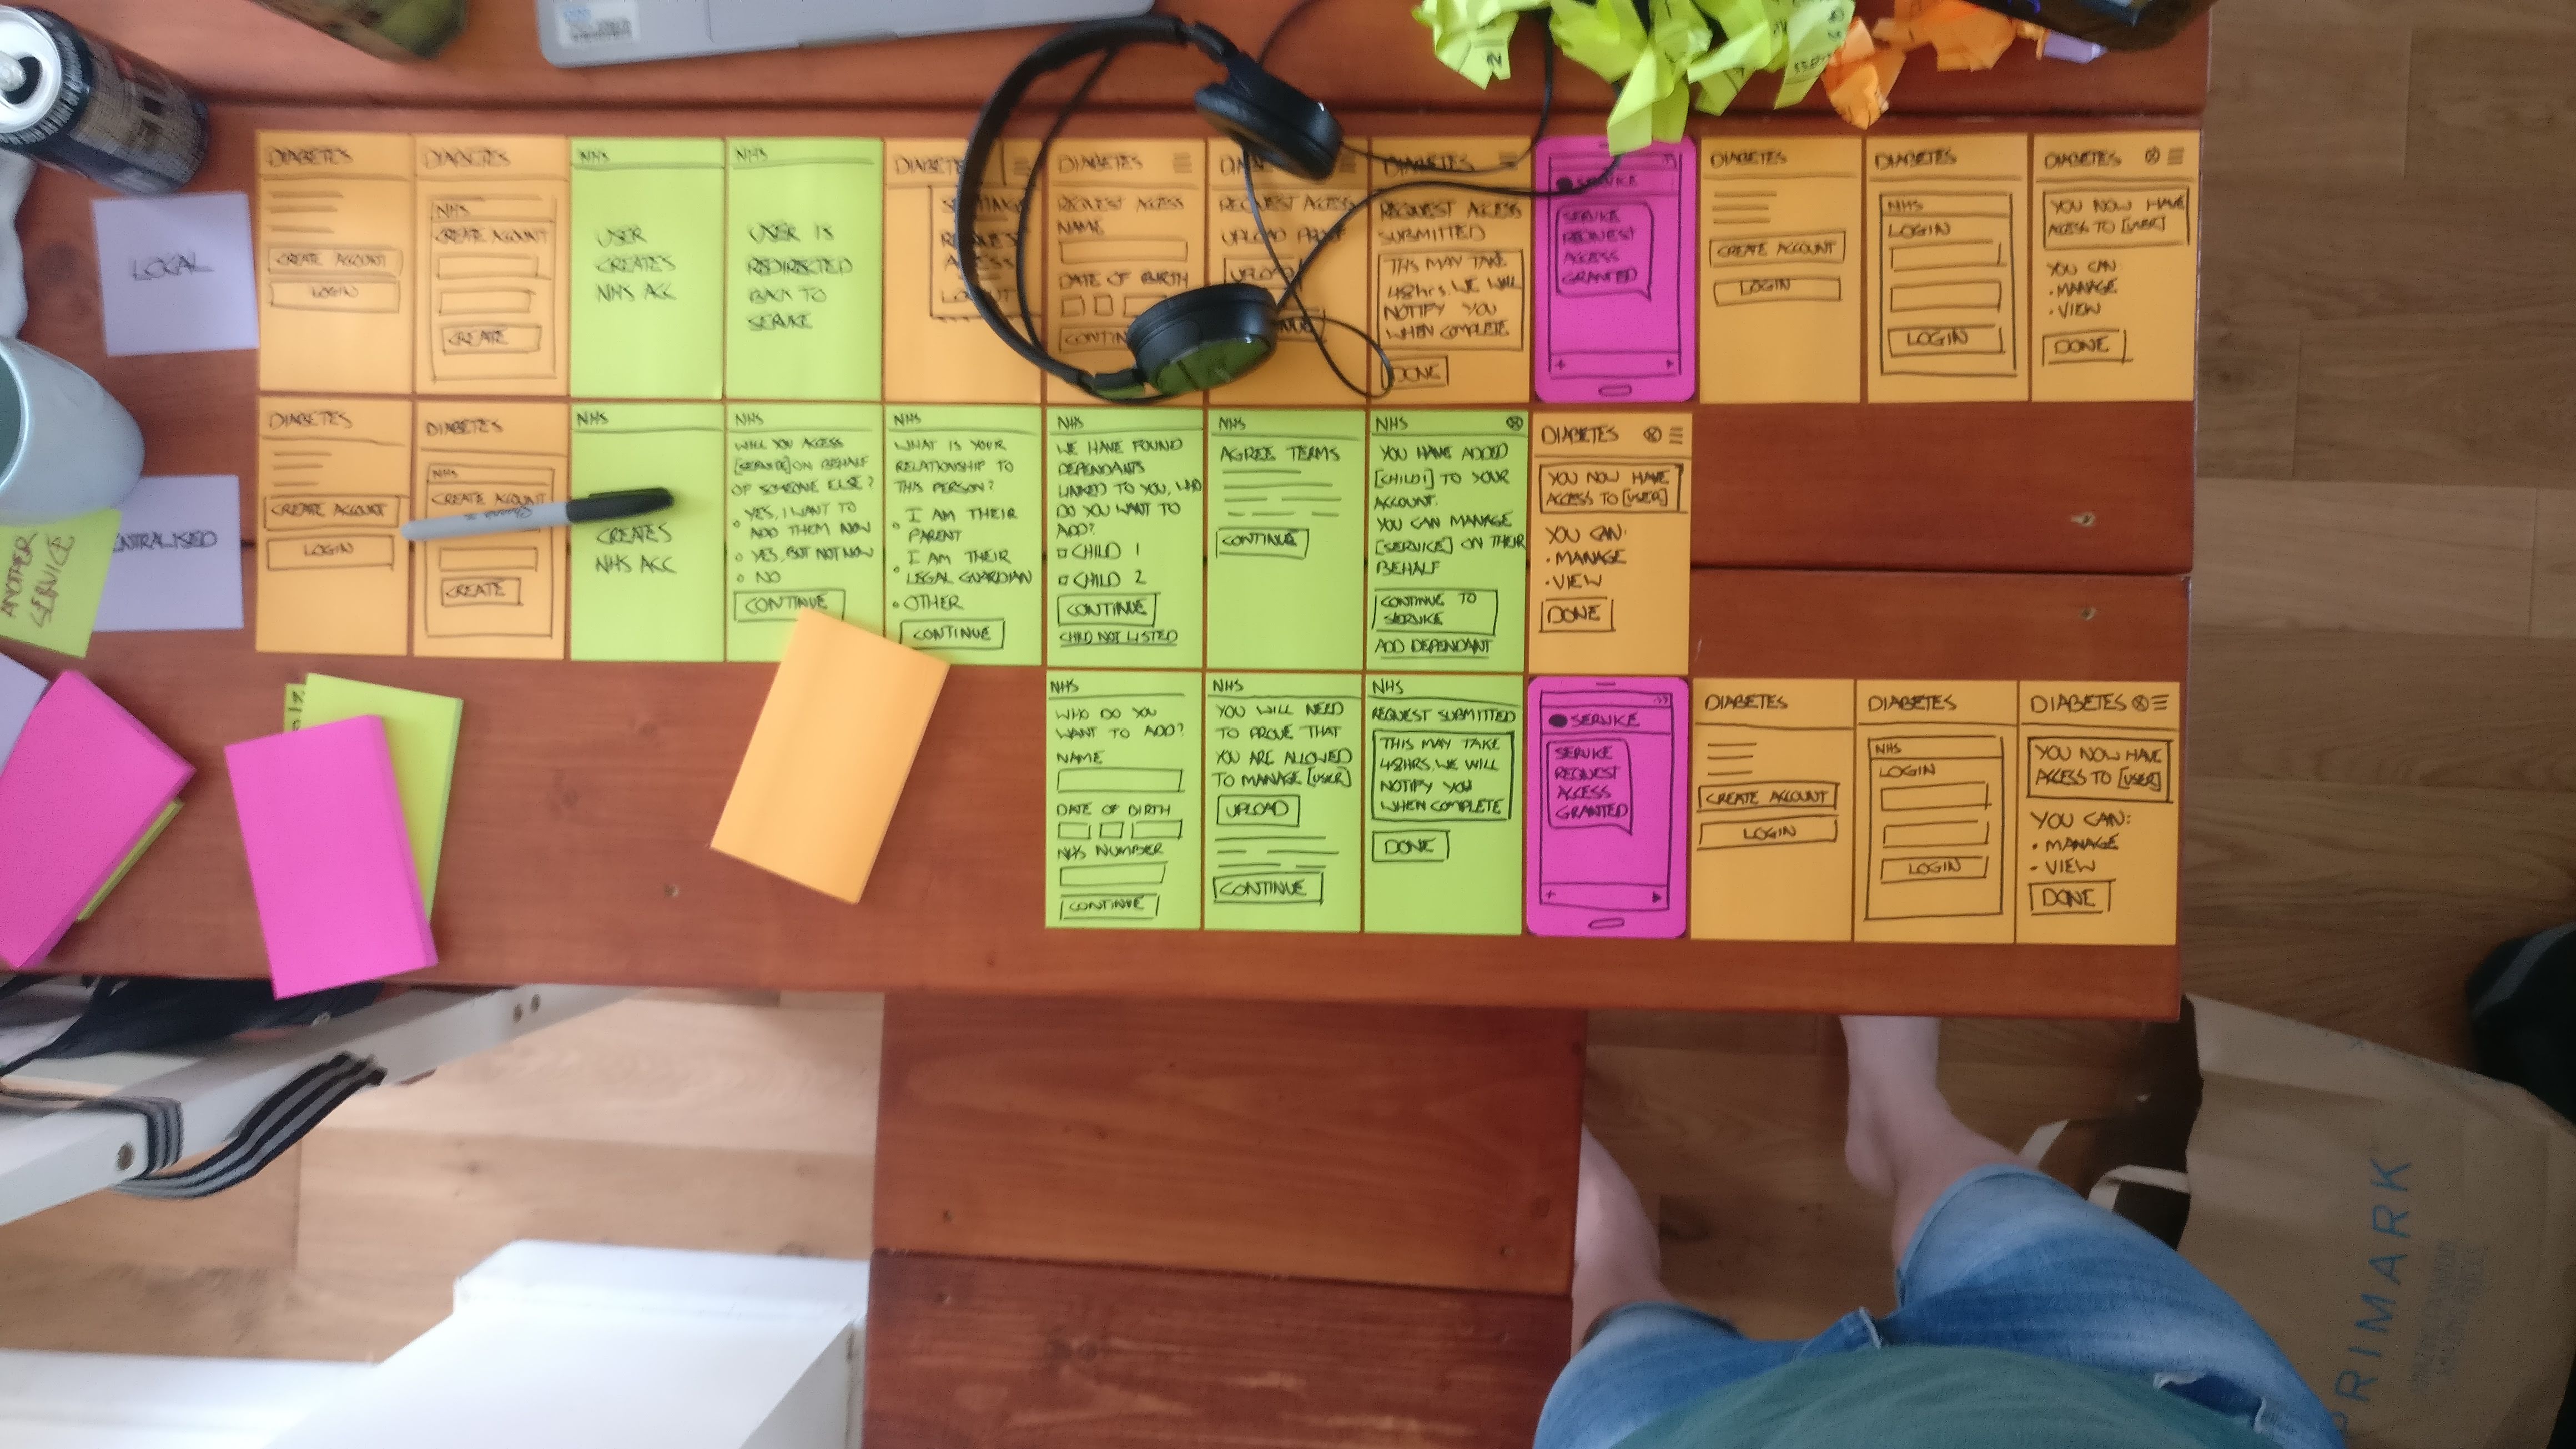 LOCAL
DIABETES
CREATE ACCOUNT
LOGIN
DIABETES
NHS
CREATE ACOUNT
CREATE
NHS
USER
CREATES
NHS ACC
NHS
USER IS
REDIRECTED
BACK TO
SERVICE
DIABETES
LOGOUT
DIABETES
REQUEST ACCESS
NAME
DATE OF BIRTH
REQUEST ACCESS
UPLOAD PROOF
UPLOAD
DIABETES
REQUEST ACCESS
SUBMITTED
THIS MAY TAKE
48hrs. WE WILL
NOTIFY YOU
WHEN COMPLETE
DONE
SERVICE
SERVICE
REQUEST
ACCESS
GRANTED
DIABETES
CREATE ACCOUNT
LOGIN
DIABETES
NHS
LOGIN
LOGIN
DIABETES
YOU NOW HAVE
ACCESS TO [USER]
YOU CAN:
• MANAGE
• VIEW
DONE
ANOTHER
SERVICE
DIABETES
CREATE ACCOUNT
LOGIN
DIABETES
NHS
CREATE ACCOUNT
CREATE
NHS
CREATES
NHS ACC
NHS
WILL YOU ACCESS
[SERVICE] ON BEHALF
OF SOMEONE ELSE?
YES, I WANT TO
ADD THEM NOW
YES, BUT NOT NOW
NO
CONTINUE
NHS
WHAT IS YOUR
RELATIONSHIP TO
THIS PERSON?
I AM THEIR
PARENT
I AM THEIR
LEGAL GUARDIAN
OTHER
CONTINUE
NHS
WE HAVE FOUND
DEPENDANTS
LINKED TO YOU, WHO
DO YOU WANT TO
ADD?
CHILD 1
CHILD 2
CONTINUE
CHILD NOT LISTED
NHS
AGREE TERMS
CONTINUE
NHS
YOU HAVE ADDED
[CHILD1] TO YOUR
ACCOUNT.
YOU CAN MANAGE
[SERVICE] ON THEIR
BEHALF
CONTINUE TO
SERVICE
ADD DEPENDANT
DIABETES
YOU NOW HAVE
ACCESS TO [USER]
YOU CAN:
• MANAGE
• VIEW
DONE
NHS
WHO DO YOU
WANT TO ADD?
NAME
DATE OF BIRTH
NHS NUMBER
CONTINUE
NHS
YOU WILL NEED
TO PROVE THAT
YOU ARE ALLOWED
TO MANAGE [USER]
UPLOAD
CONTINUE
NHS
REQUEST SUBMITTED
THIS MAY TAKE
48HRS. WE WILL
NOTIFY YOU
WHEN COMPLETE
DONE
SERVICE
SERVICE
REQUEST
ACCESS
GRANTED
DIABETES
CREATE ACCOUNT
LOGIN
DIABETES
NHS
LOGIN
LOGIN
DIABETES
YOU NOW HAVE
ACCESS TO [USER]
YOU CAN:
• MANAGE
• VIEW
DONE
PRIMARK